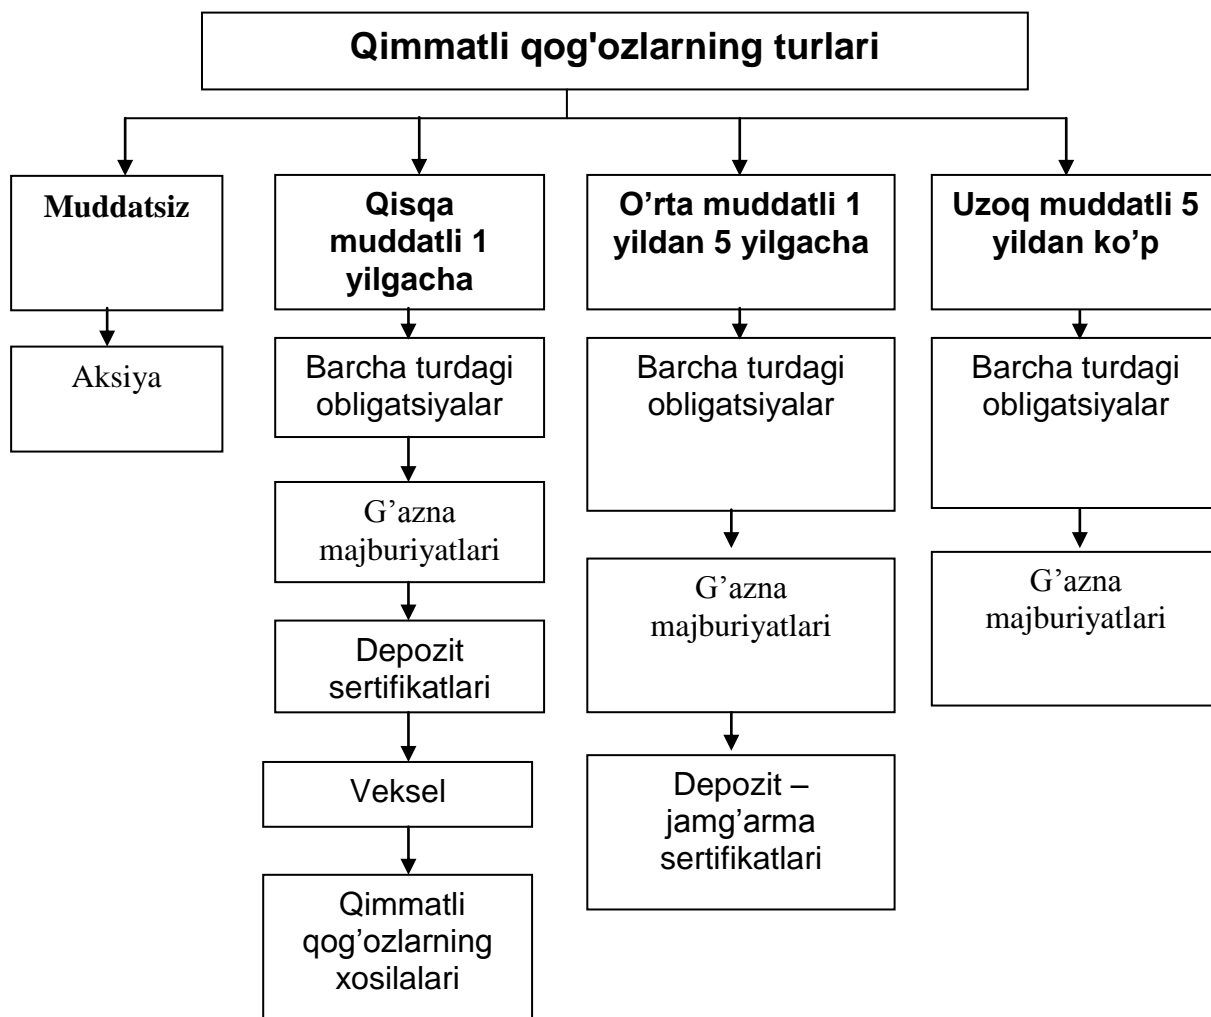 Qimmatli qog'ozlarning turlari
Muddatsiz
Aksiya
Qisqa
muddatli 1
yilgacha
Barcha turdagi
obligatsiyalar
G’azna
majburiyatlari
Depozit
sertifikatlari
Veksel
Qimmatli
qog’ozlarning
xosilalari
O’rta muddatli 1
yildan 5 yilgacha
Barcha turdagi
obligatsiyalar
G’azna
majburiyatlari
Depozit –
jamg’arma
sertifikatlari
Uzoq muddatli 5
yildan ko’p
Barcha turdagi
obligatsiyalar
G’azna
majburiyatlari